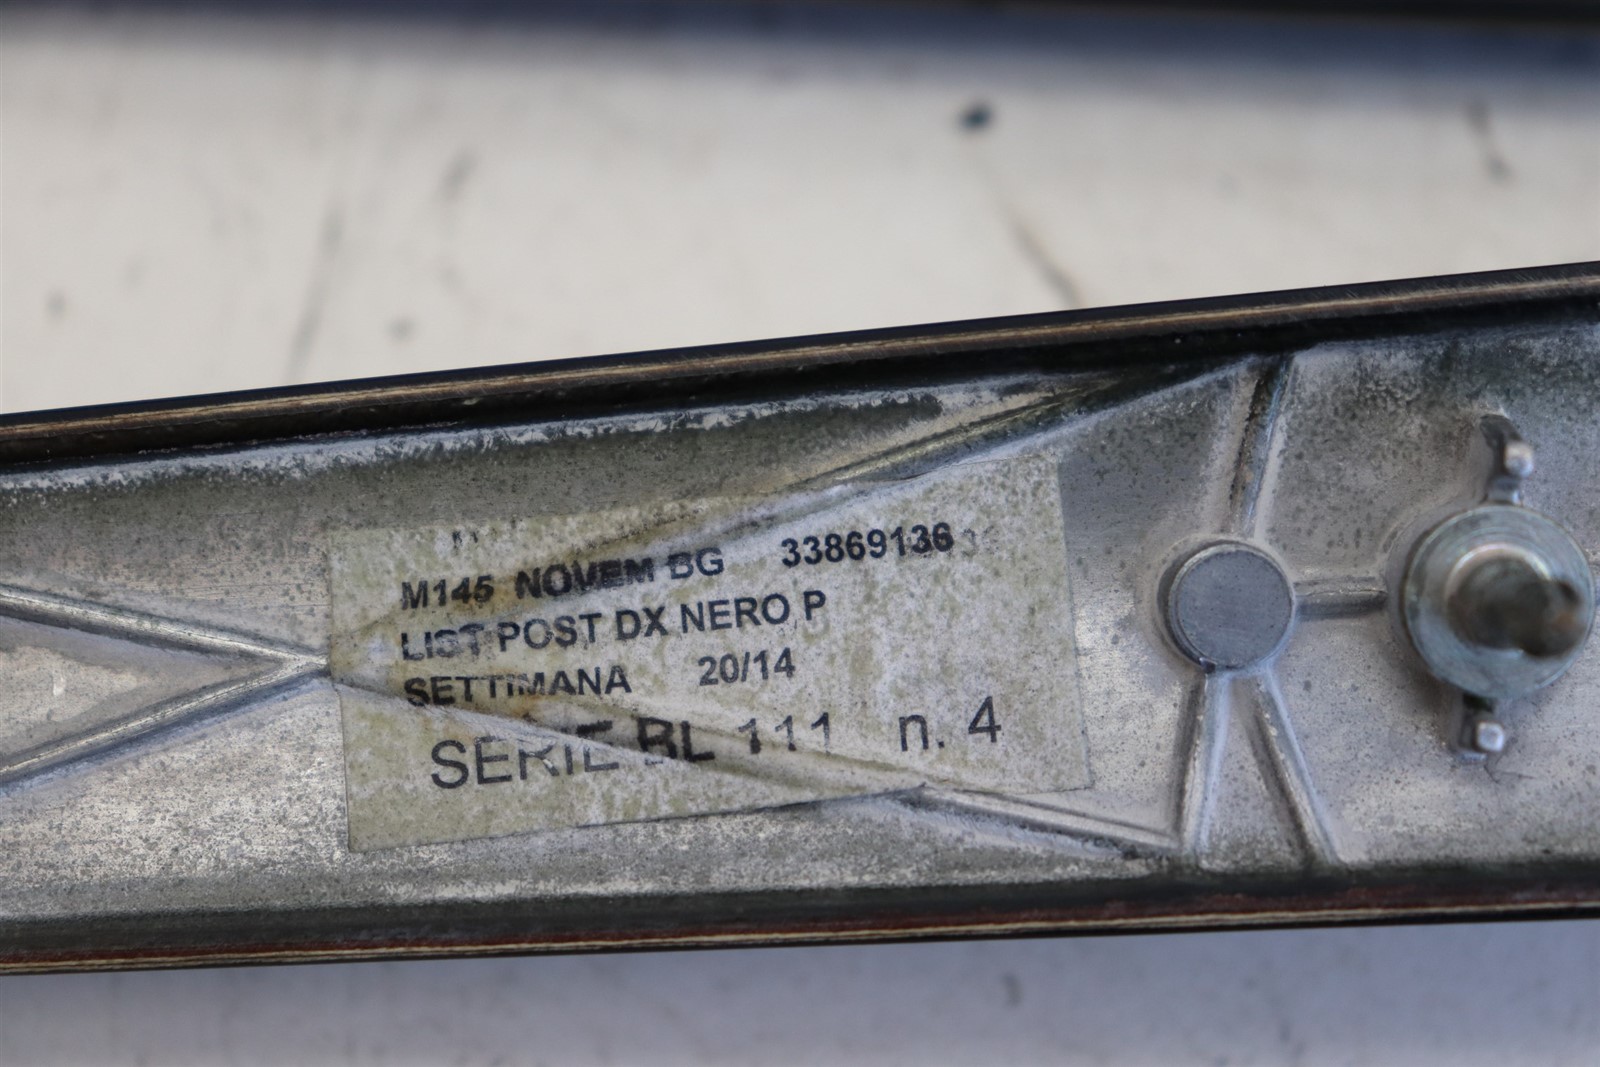 M145 NOVEM BG 33869136
LIST POST DX NERO P
SETTIMANA 20/14
SERIE BL 111 n. 4